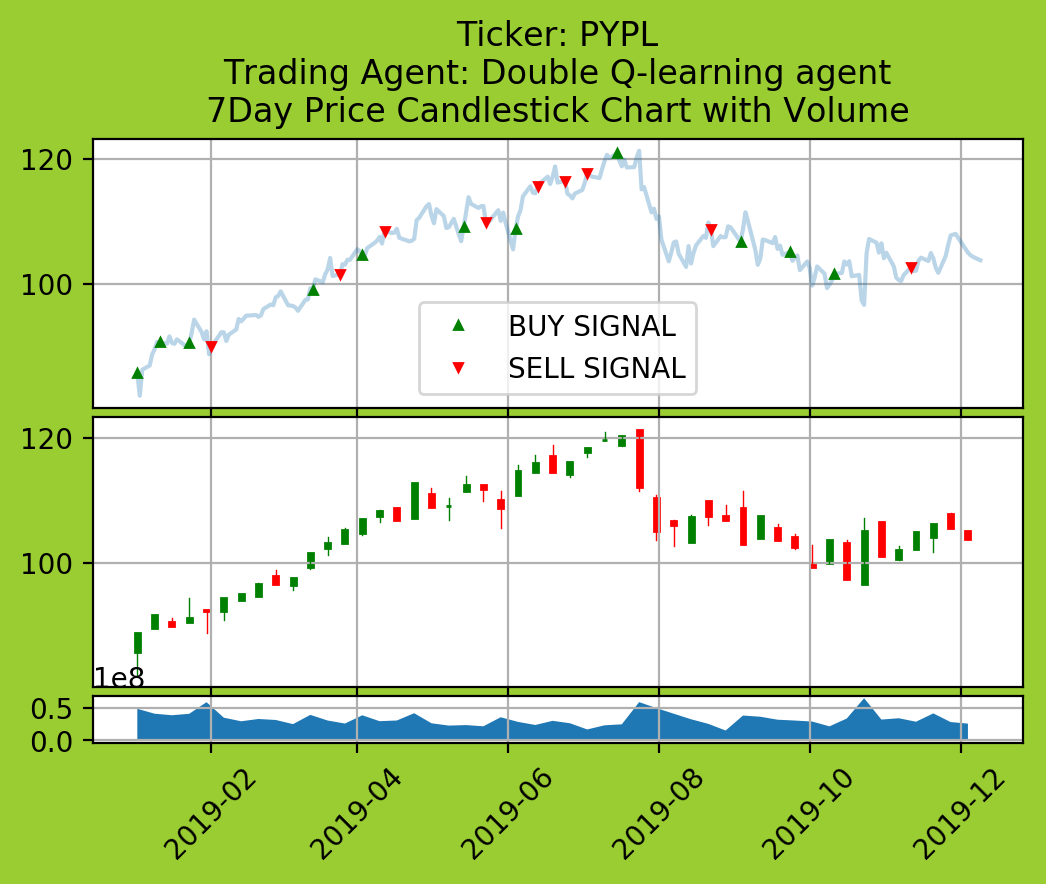 Ticker: PYPL
Trading Agent: Double Q-learning agent
7Day Price Candlestick Chart with Volume
120
100
BUY SIGNAL
SELL SIGNAL
120
100
1e8
0.5
0.0
2019-02
2019-04
2019-06
2019-08
2019-10
2019-12